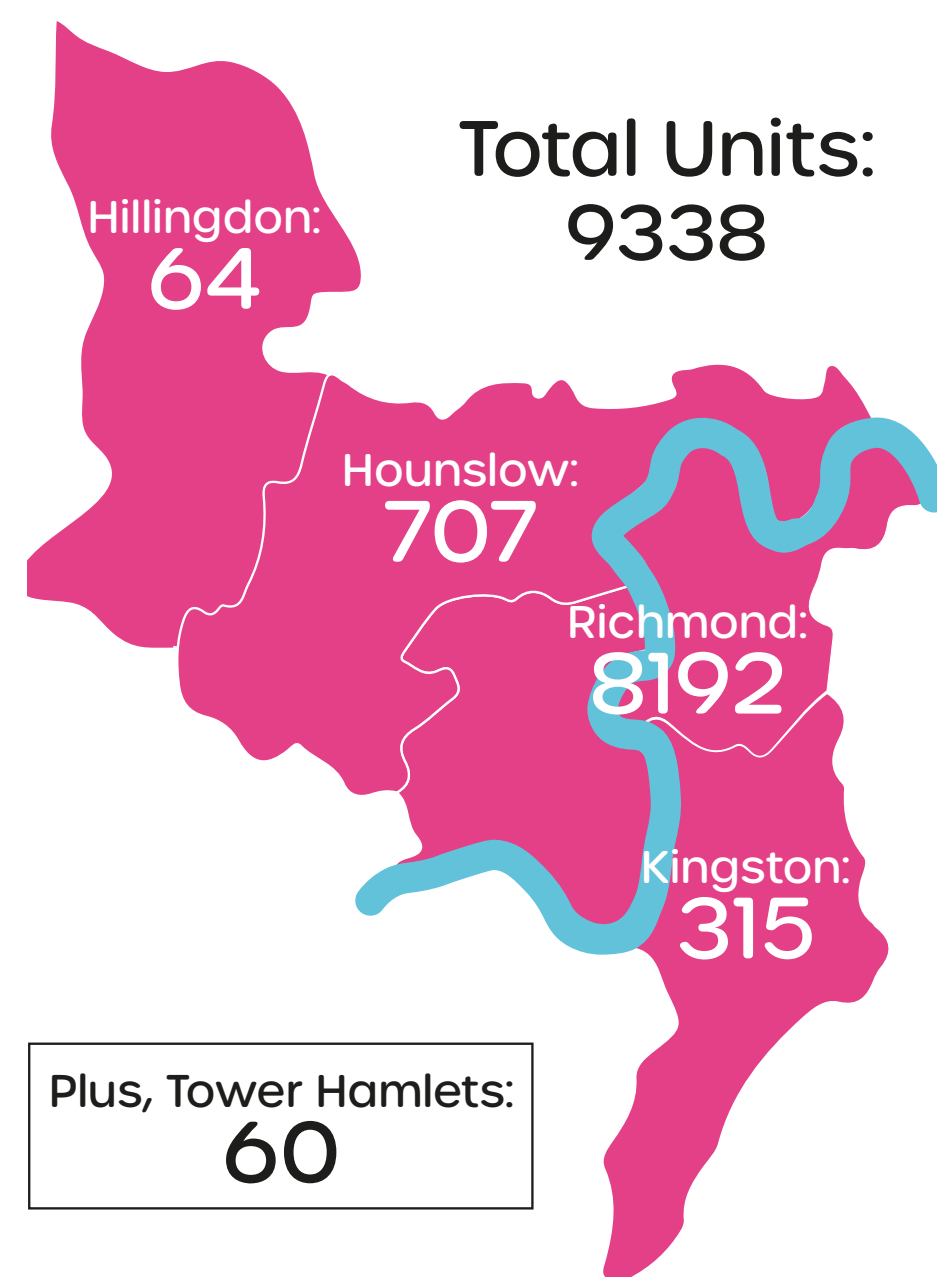 Total Units:
9338
Hillingdon:
64
Hounslow:
707
Richmond:
8192
Kingston:
315
Plus, Tower Hamlets:
60